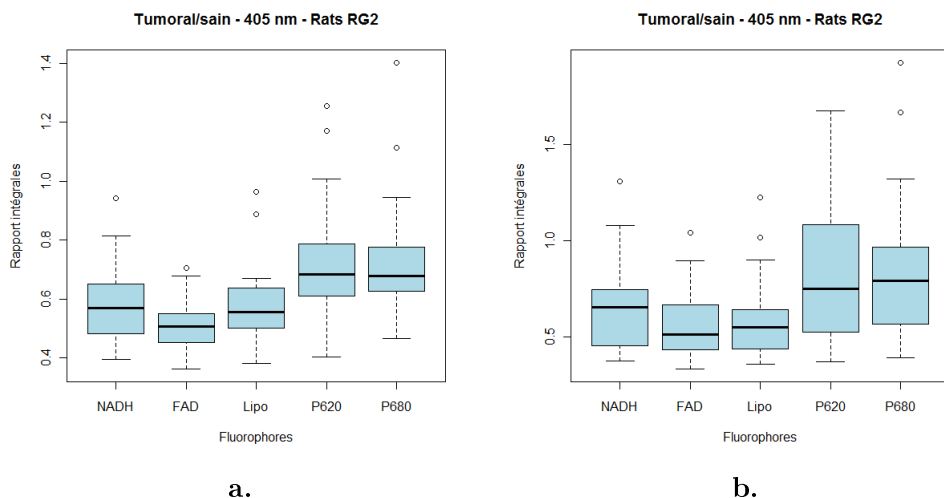 Tumoral/sain - 405 nm - Rats RG2
Rapport intégrales
1.4
1.2
1.0
0.8
0.6
0.4
NADH FAD Lipo P620 P680
Fluorophores
a.
Tumoral/sain - 405 nm - Rats RG2
Rapport intégrales
1.5
1.0
0.5
NADH FAD Lipo P620 P680
Fluorophores
b.